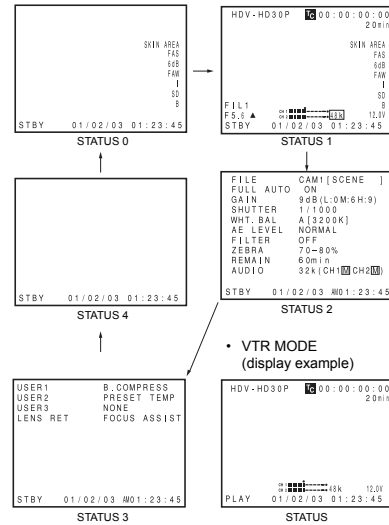 SKIN AREA
FAS
6dB
FAW
I
SD
B
STBY 01/02/03 01:23:45
STATUS 0
HDV-HD30P TC 00:00:00:00
20min
SKIN AREA
FAS
6dB
FAW
I
SD
B
FIL1
F5.6 ▲ CH1 CH2 48k 12.0V
STBY 01/02/03 01:23:45
STATUS 1
STBY 01/02/03 01:23:45
STATUS 4
FILE CAM1[SCENE ]
FULL AUTO ON
GAIN 9dB(L:0M:6H:9)
SHUTTER 1/1000
WHT.BAL A[3200K]
AE LEVEL NORMAL
FILTER OFF
ZEBRA 70-80%
REMAIN 60min
AUDIO 32k(CH1M CH2M)
STBY 01/02/03 AM01:23:45
STATUS 2
USER1 B.COMPRESS
USER2 PRESET TEMP
USER3 NONE
LENS RET FOCUS ASSIST
STBY 01/02/03 AM01:23:45
STATUS 3
• VTR MODE
(display example)
HDV-HD30P TC 00:00:00:00
20min
CH1 CH2 48k 12.0V
PLAY 01/02/03 01:23:45
STATUS